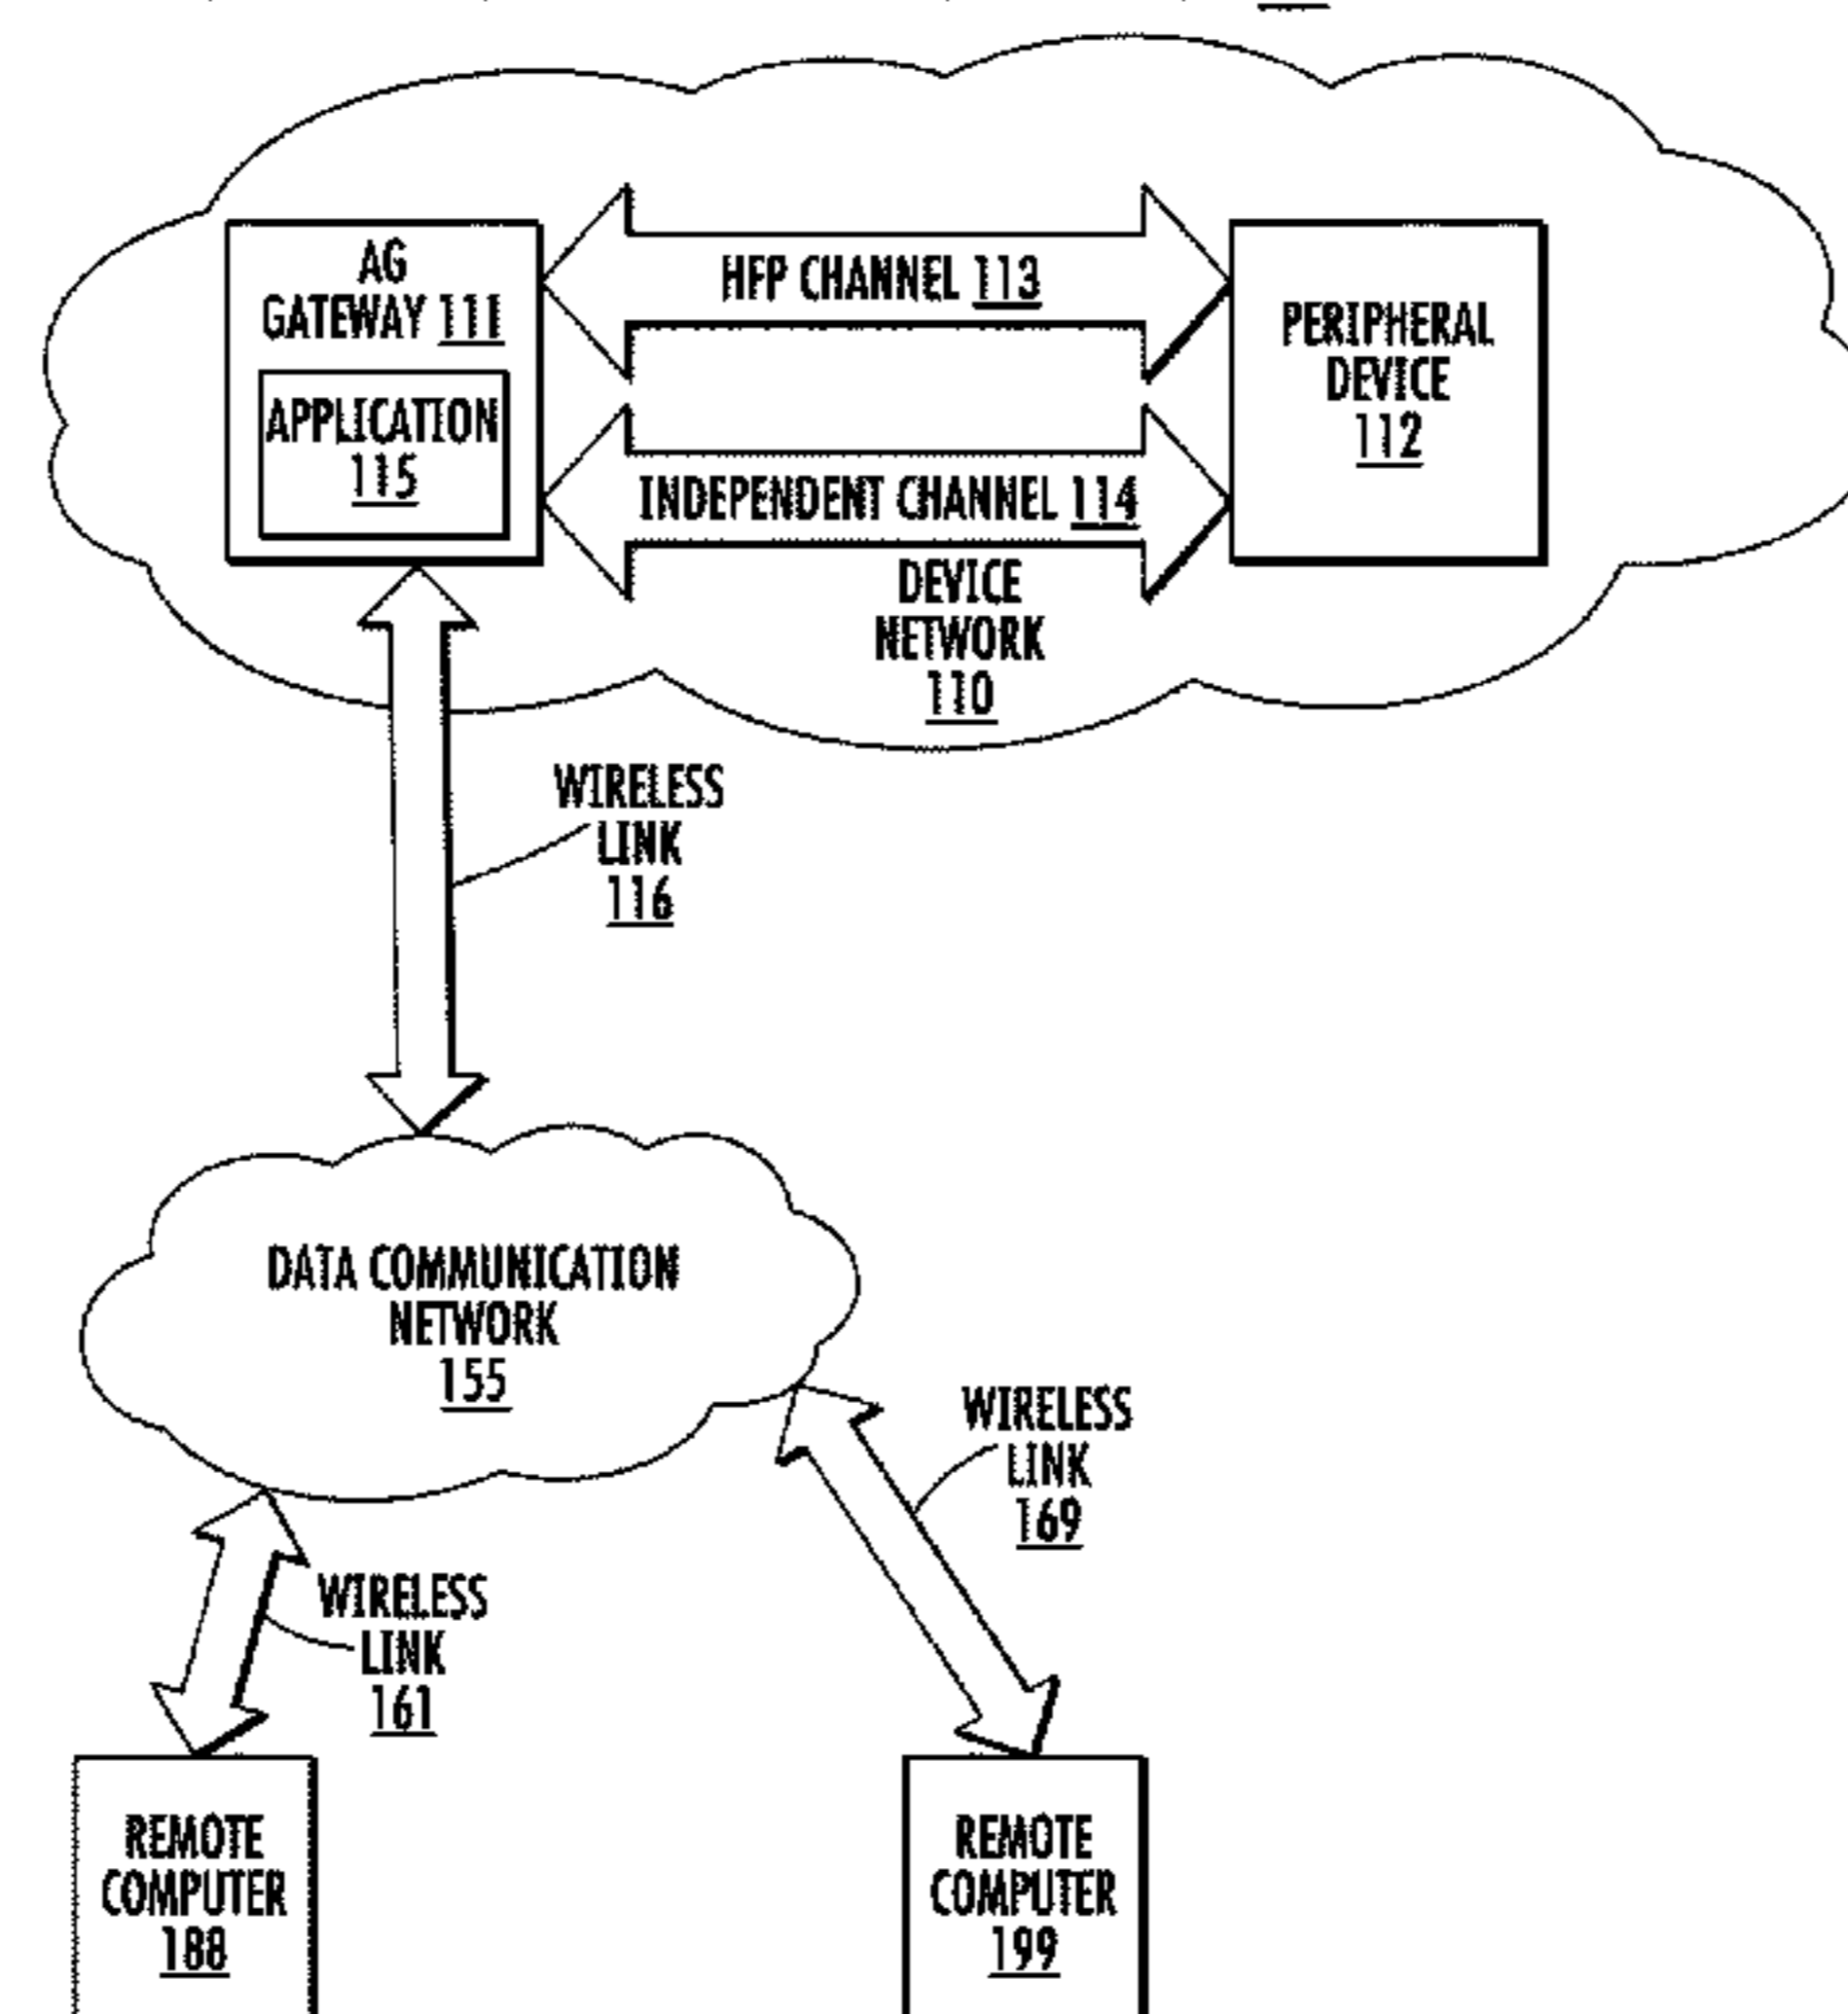 AG
GATEWAY 111
APPLICATION
115
HFP CHANNEL 113
INDEPENDENT CHANNEL 114
PERIPHERAL
DEVICE
112
DEVICE
NETWORK
110
WIRELESS
LINK
116
DATA COMMUNICATION
NETWORK
155
WIRELESS
LINK
169
WIRELESS
LINK
161
REMOTE
COMPUTER
188
REMOTE
COMPUTER
199